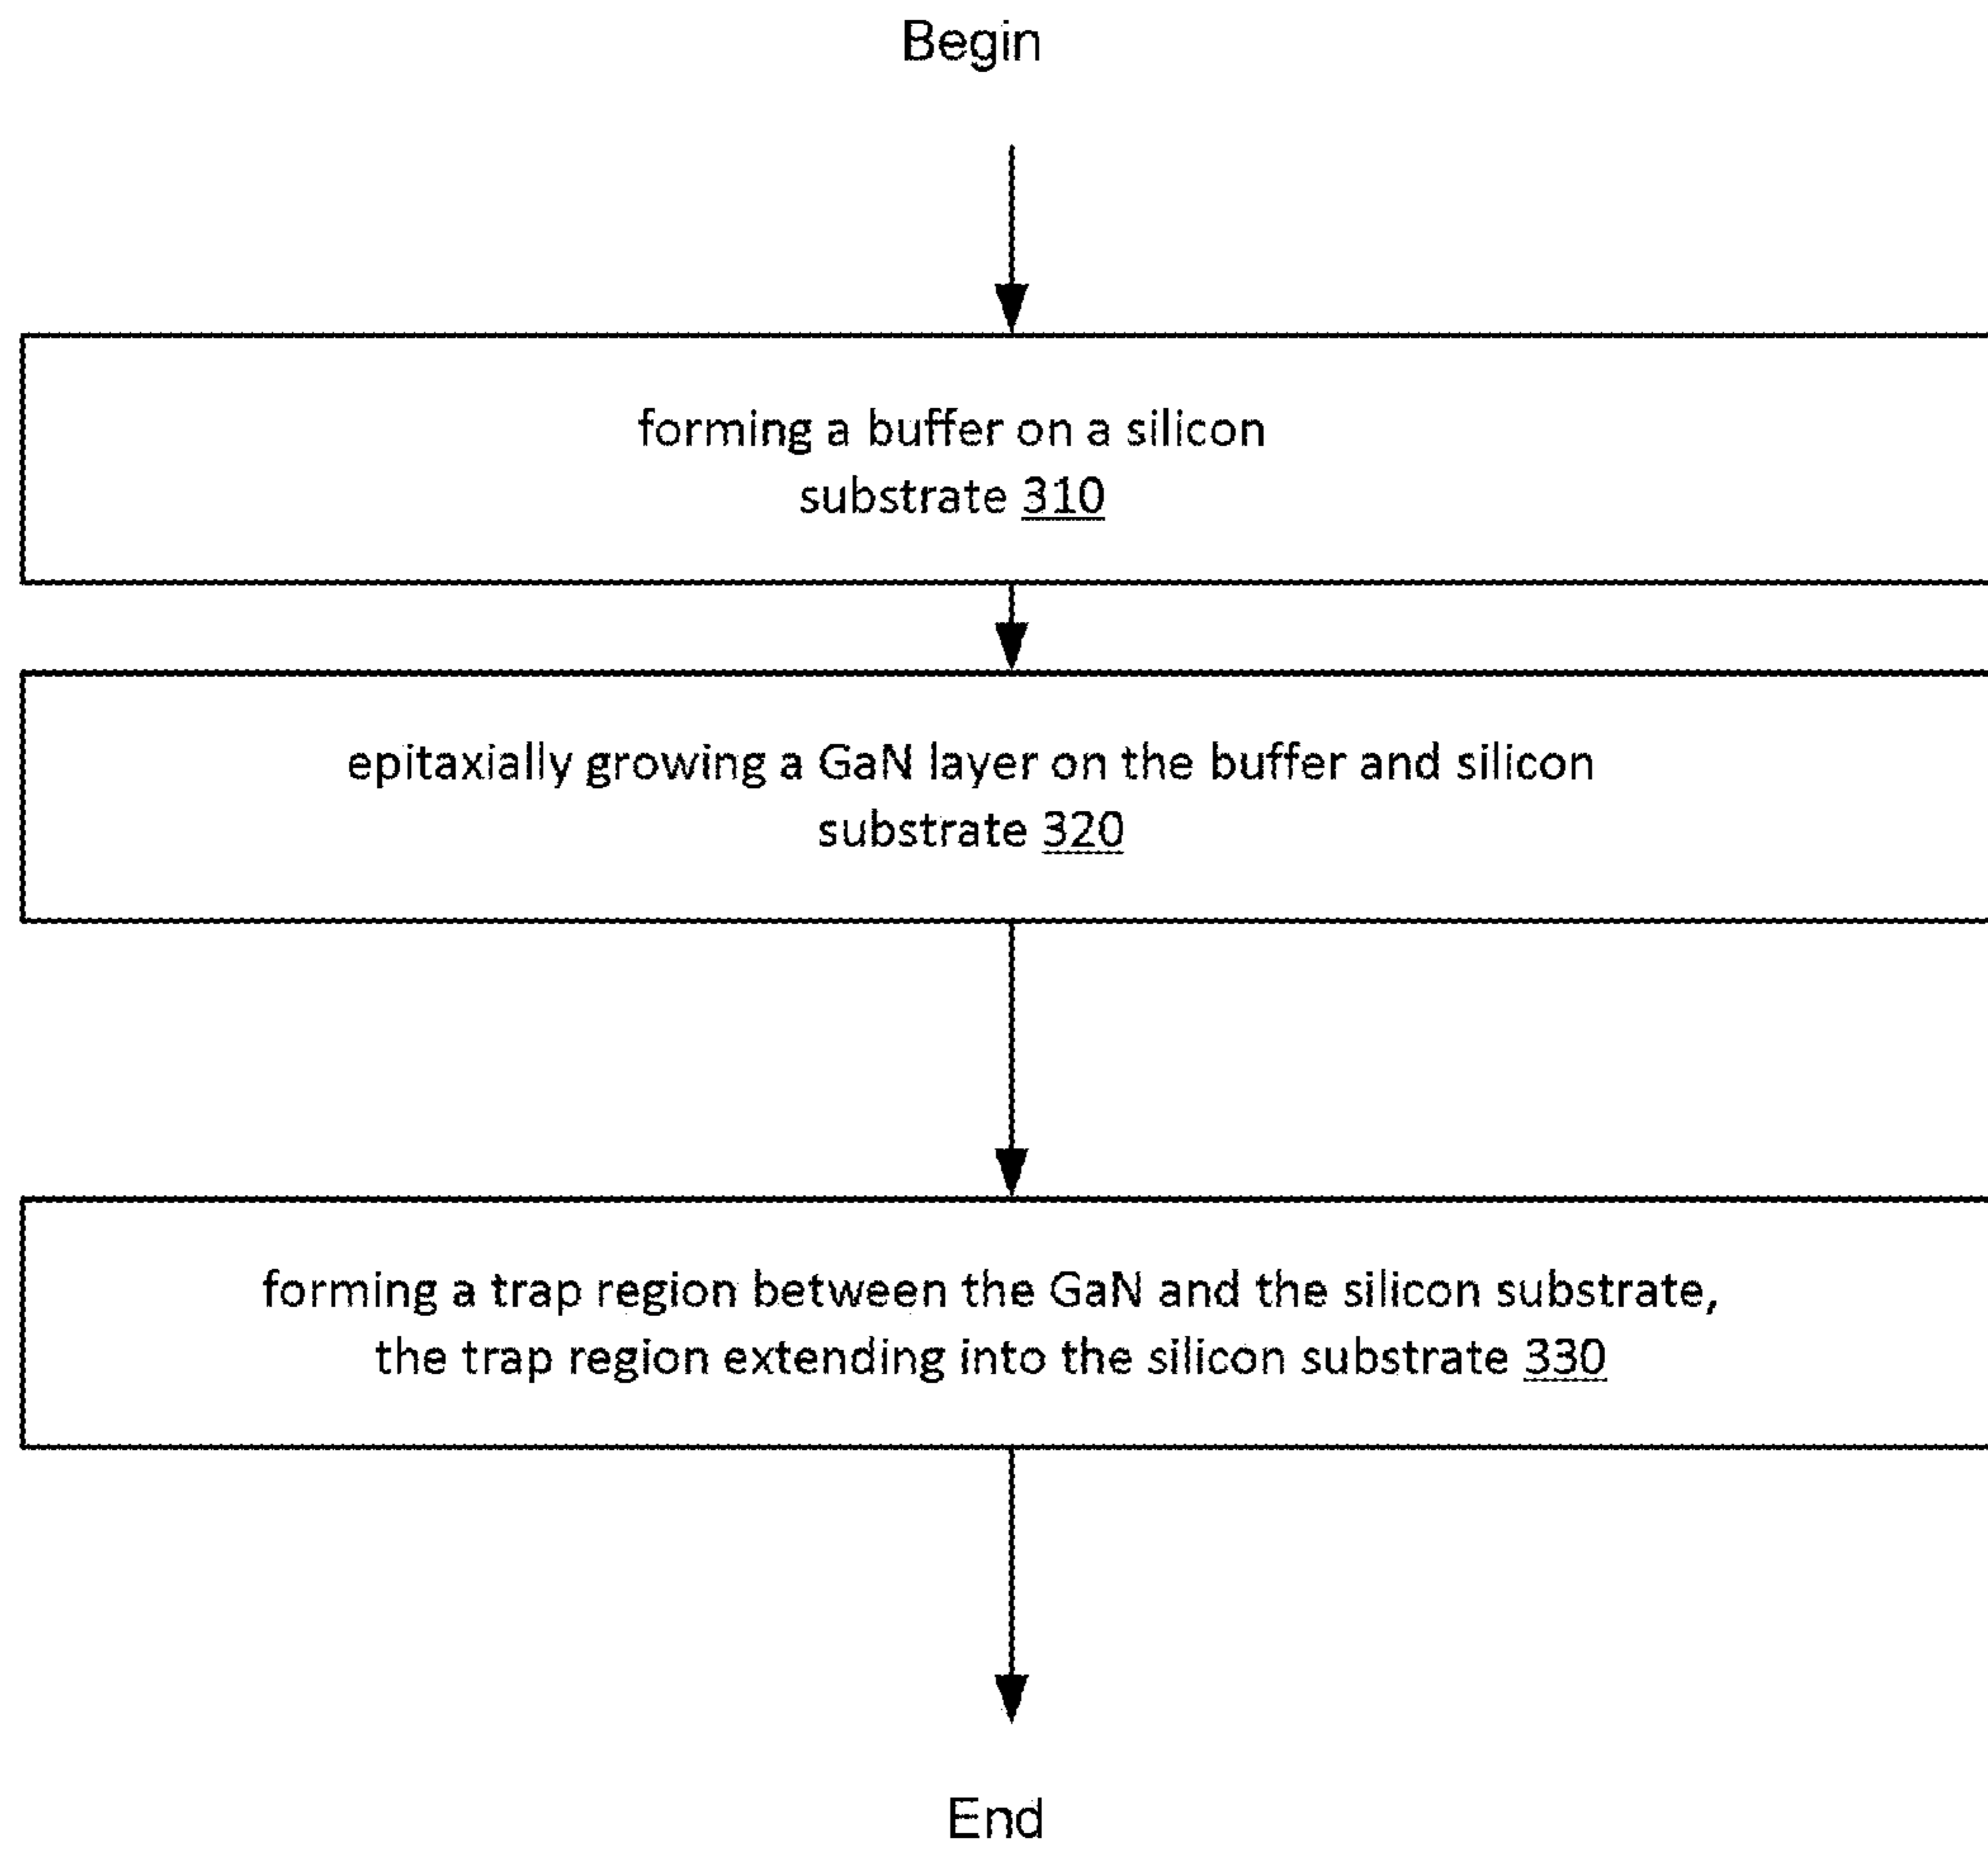 Begin
forming a buffer on a silicon
substrate 310
epitaxially growing a GaN layer on the buffer and silicon
substrate 320
forming a trap region between the GaN and the silicon substrate,
the trap region extending into the silicon substrate 330
End